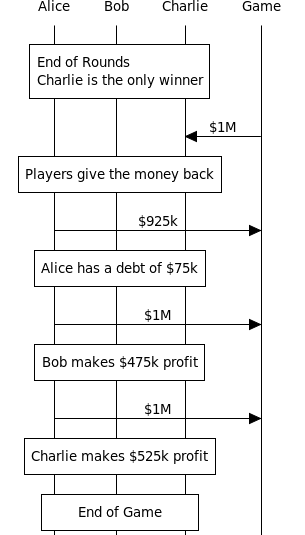 Alice Bob Charlie Game
End of Rounds
Charlie is the only winner
$1M
Players give the money back
$925k
Alice has a debt of $75k
$1M
Bob makes $475k profit
$1M
Charlie makes $525k profit
End of Game